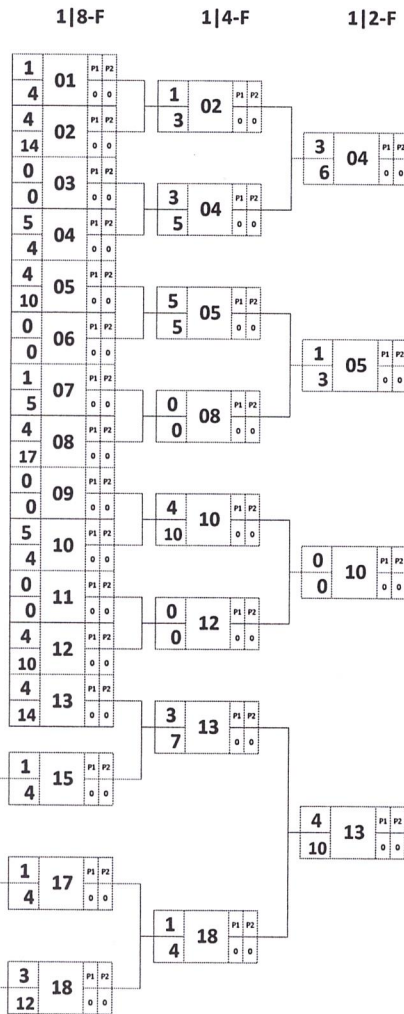 1|8-F 1|4-F 1|2-F
1 01 P1 P2
4 0 0
4 02 P1 P2
14 0 0
0 03 P1 P2
0 0 0
5 04 P1 P2
4 0 0
4 05 P1 P2
10 0 0
0 06 P1 P2
0 0 0
1 07 P1 P2
5 0 0
4 08 P1 P2
17 0 0
0 09 P1 P2
0 0 0
5 10 P1 P2
4 0 0
0 11 P1 P2
0 0 0
4 12 P1 P2
10 0 0
4 13 P1 P2
14 0 0
1 15 P1 P2
4 0 0
1 17 P1 P2
4 0 0
3 18 P1 P2
12 0 0
1 02 P1 P2
3 0 0
3 04 P1 P2
5 0 0
5 05 P1 P2
5 0 0
0 08 P1 P2
0 0 0
4 10 P1 P2
10 0 0
0 12 P1 P2
0 0 0
3 13 P1 P2
7 0 0
1 18 P1 P2
4 0 0
3 04 P1 P2
6 0 0
1 05 P1 P2
3 0 0
0 10 P1 P2
0 0 0
4 13 P1 P2
10 0 0